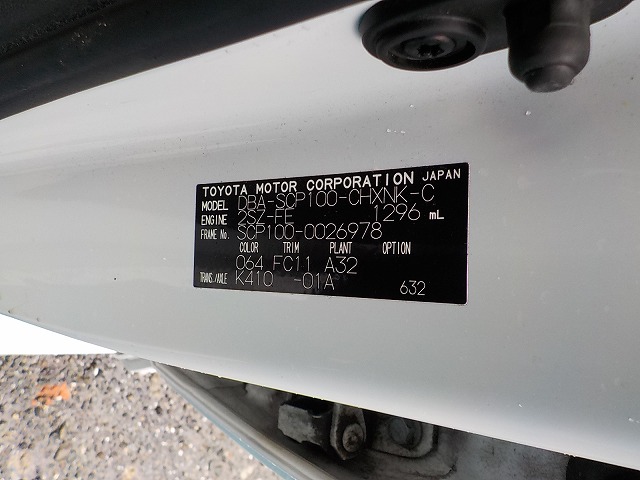 TOYOTA MOTOR CORPORATION JAPAN
MODEL DBA-SCP100-CHXNK-C
ENGINE 2SZ-FE 1296 mL
FRAME No. SCP100-0026978
COLOR TRIM PLANT OPTION
064 FC11 A32
TRANS./AXLE K410 -01A 632